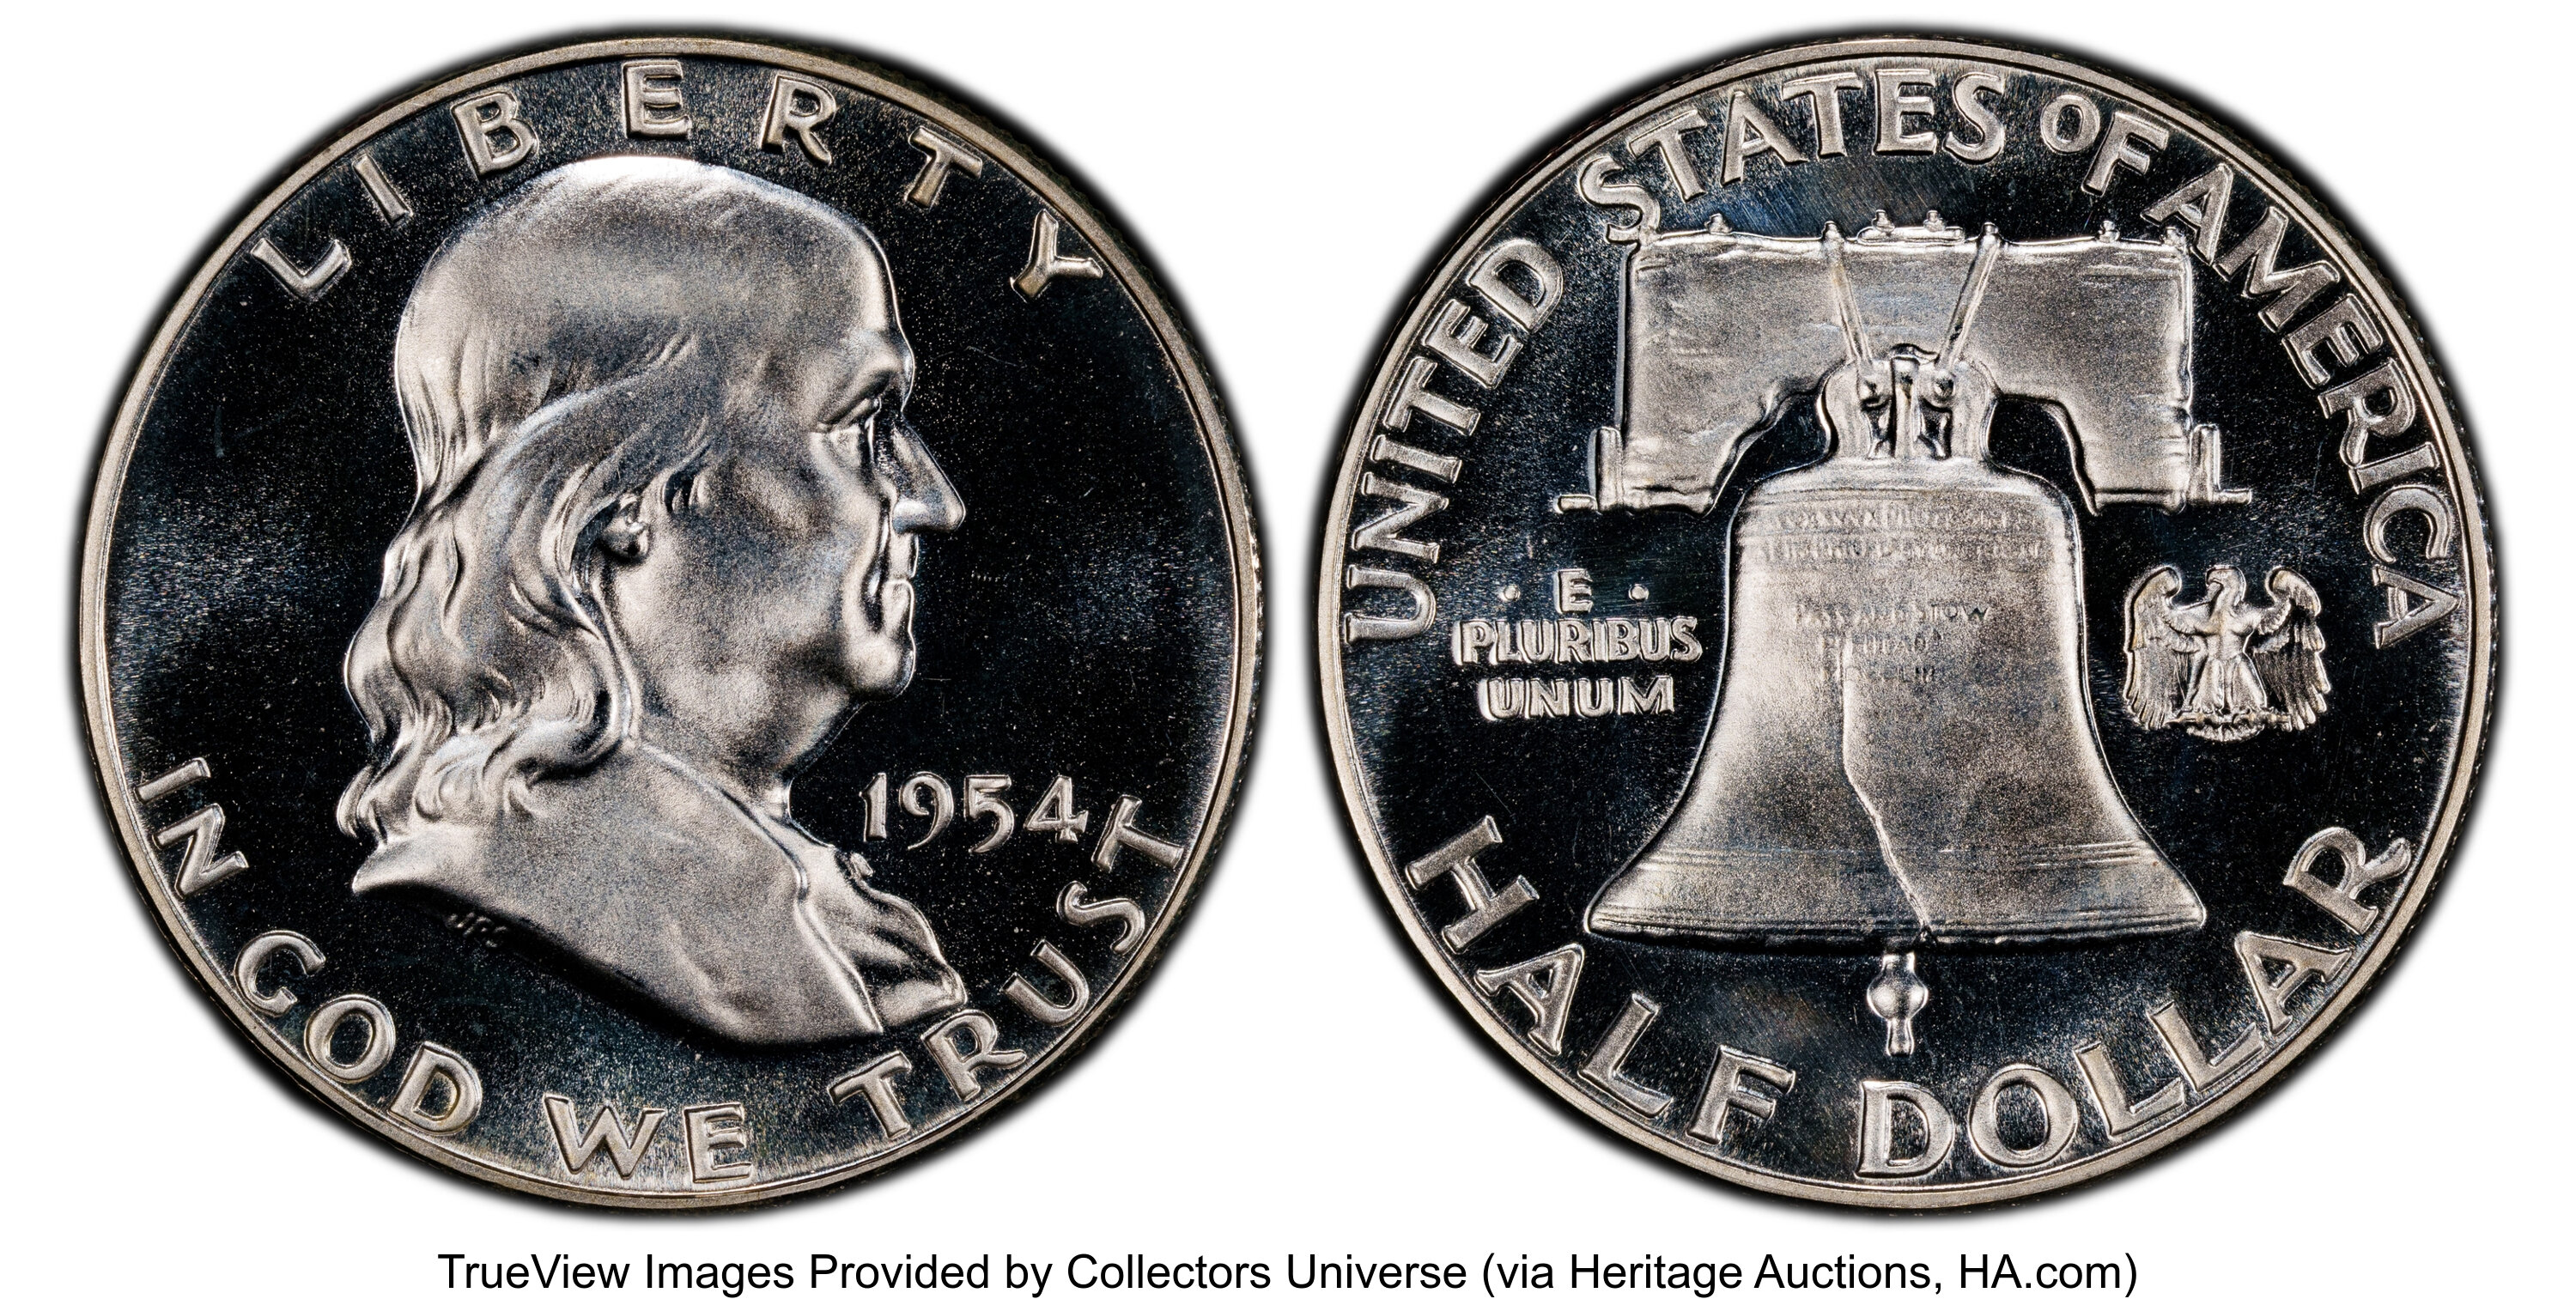 LIBERTY
1954
JRS
IN GOD WE TRUST
UNITED STATES OF AMERICA
· E ·
PLURIBUS
UNUM
HALF DOLLAR
TrueView Images Provided by Collectors Universe (via Heritage Auctions, HA.com)